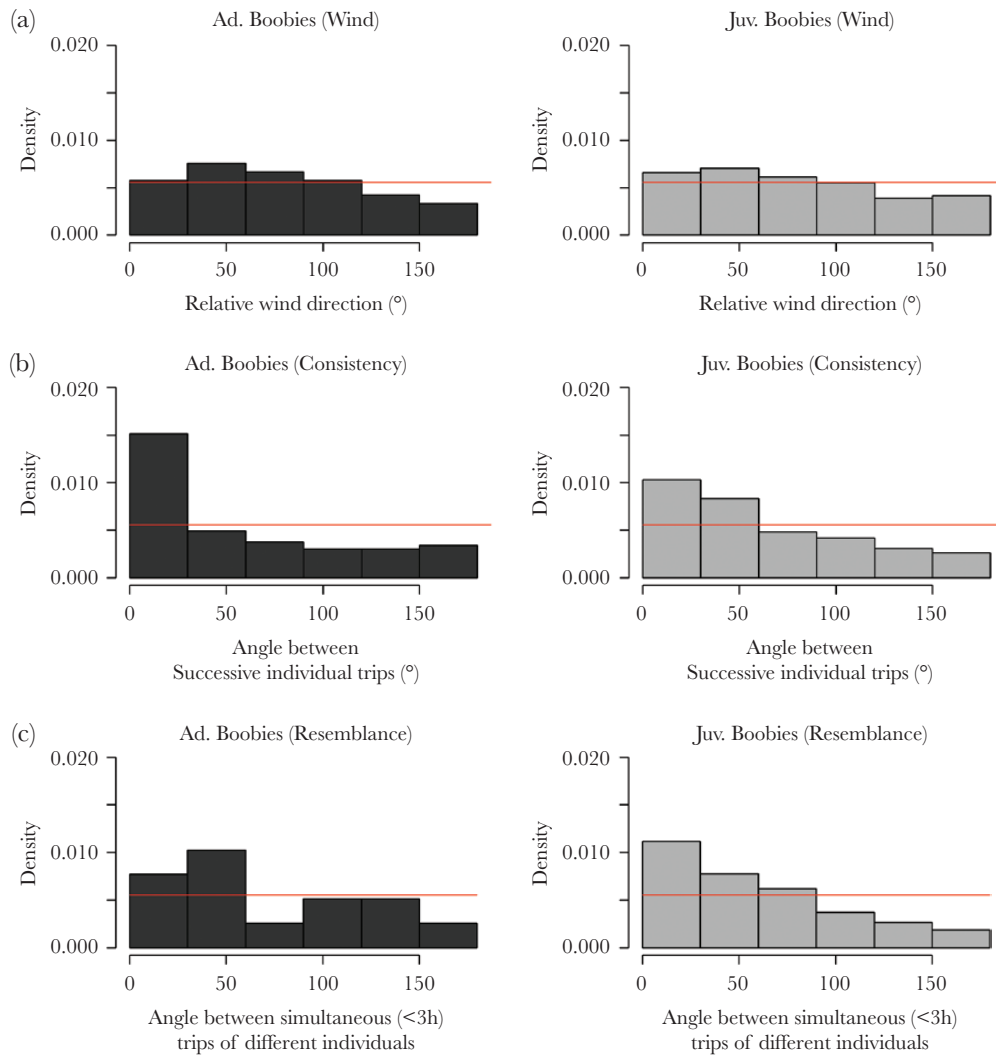 (a)
Ad. Boobies (Wind)
Juv. Boobies (Wind)
0.020
0.010
0.000
Density
0 50 100 150
Relative wind direction (°)
0.020
0.010
0.000
Density
0 50 100 150
Relative wind direction (°)
(b)
Ad. Boobies (Consistency)
Juv. Boobies (Consistency)
0.020
0.010
0.000
Density
0 50 100 150
Angle between
Successive individual trips (°)
0.020
0.010
0.000
Density
0 50 100 150
Angle between
Successive individual trips (°)
(c)
Ad. Boobies (Resemblance)
Juv. Boobies (Resemblance)
0.020
0.010
0.000
Density
0 50 100 150
Angle between simultaneous (<3h)
trips of different individuals
0.020
0.010
0.000
Density
0 50 100 150
Angle between simultaneous (<3h)
trips of different individuals